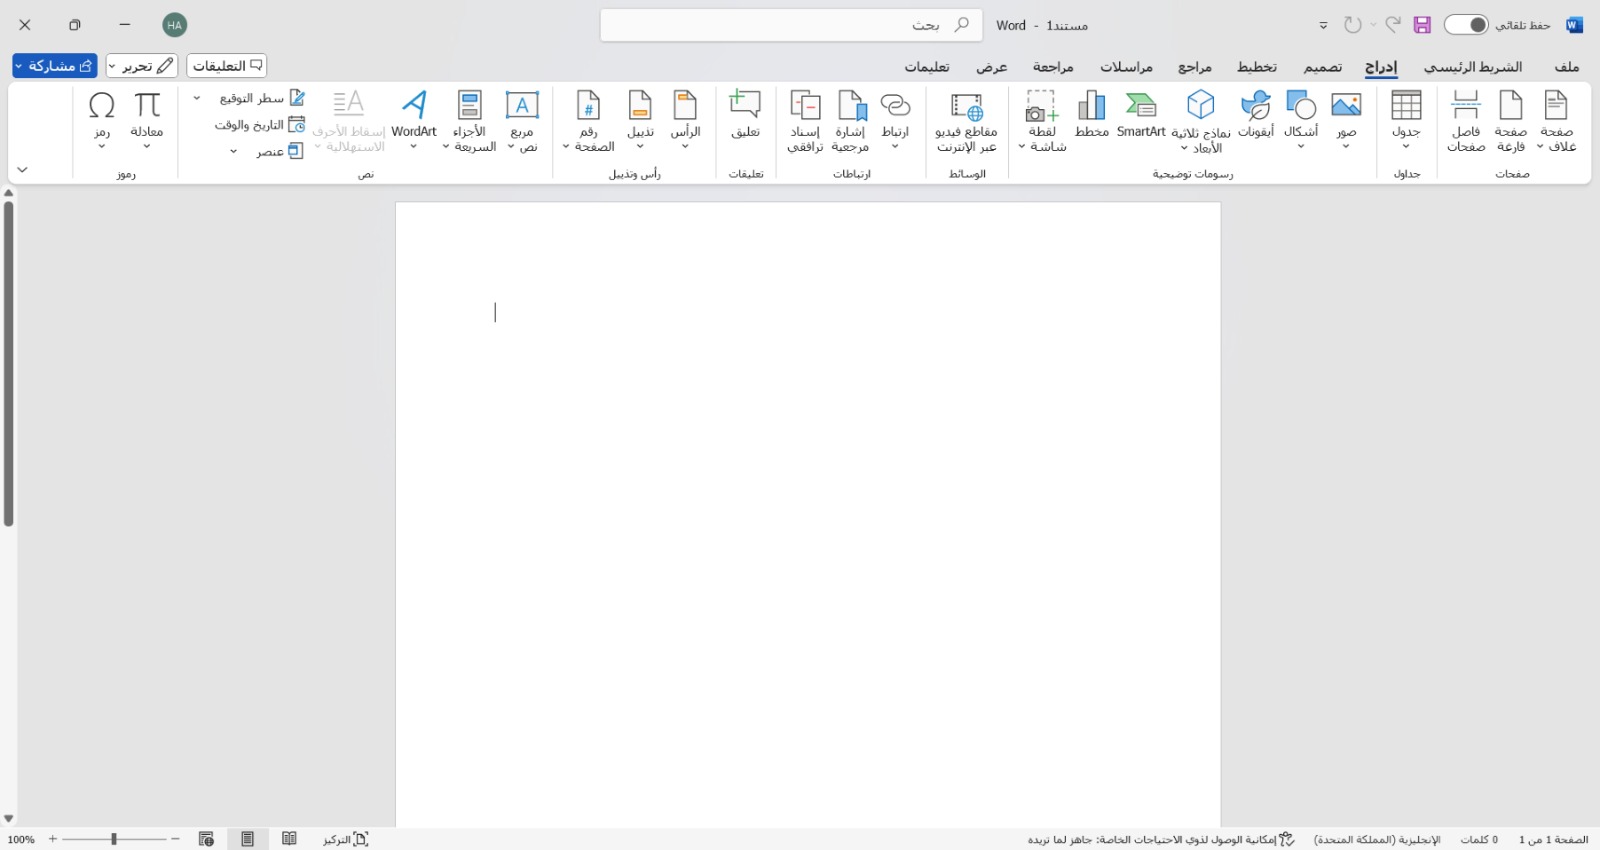 حفظ تلقائي
مستند1 - Word
بحث
HA
ملف
الشريط الرئيسي
إدراج
تصميم
تخطيط
مراجع
مراسلات
مراجعة
عرض
تعليمات
التعليقات
تحرير
مشاركة
صفحة
غلاف
صفحة
فارغة
فاصل
صفحات
صفحات
جدول
جداول
صور
أشكال
أيقونات
نماذج ثلاثية
الأبعاد
SmartArt
مخطط
لقطة
شاشة
رسومات توضيحية
مقاطع فيديو
عبر الإنترنت
الوسائط
ارتباط
إشارة
مرجعية
إسناد
ترافقي
ارتباطات
تعليق
تعليقات
الرأس
تذييل
رقم
الصفحة
رأس وتذييل
مربع
نص
الأجزاء
السريعة
WordArt
إسقاط الأحرف
الاستهلالية
سطر التوقيع
التاريخ والوقت
عنصر
نص
معادلة
رمز
رموز
الصفحة 1 من 1
0 كلمات
الإنجليزية (المملكة المتحدة)
إمكانية الوصول لذوي الاحتياجات الخاصة: جاهز لما تريده
التركيز
100%